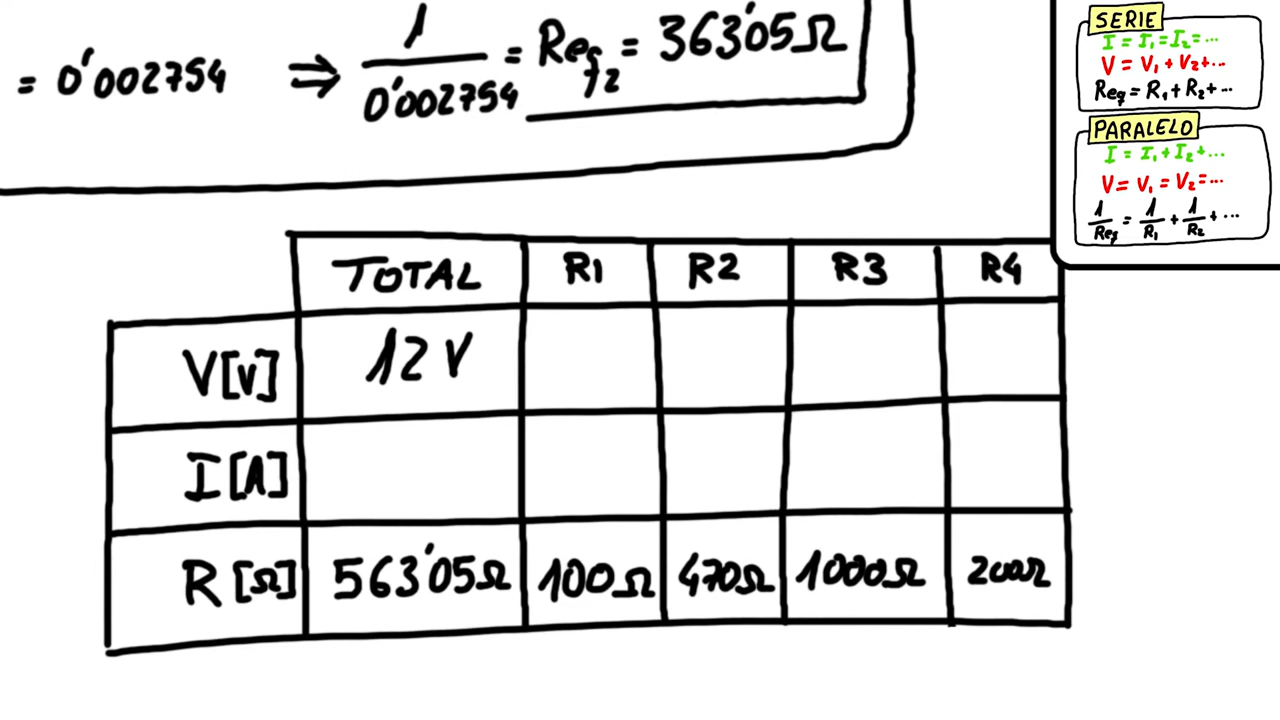 = 0'002754 ⇒ 1/0'002754 = Req2 = 363'05Ω
SERIE
I = I1 = I2 = ...
V = V1 + V2 + ...
Req = R1 + R2 + ...
PARALELO
I = I1 + I2 + ...
V = V1 = V2 = ...
1/Req = 1/R1 + 1/R2 + ...
TOTAL R1 R2 R3 R4
V[V] 12 V
I[A]
R[Ω] 563'05Ω 100Ω 470Ω 1000Ω 200Ω